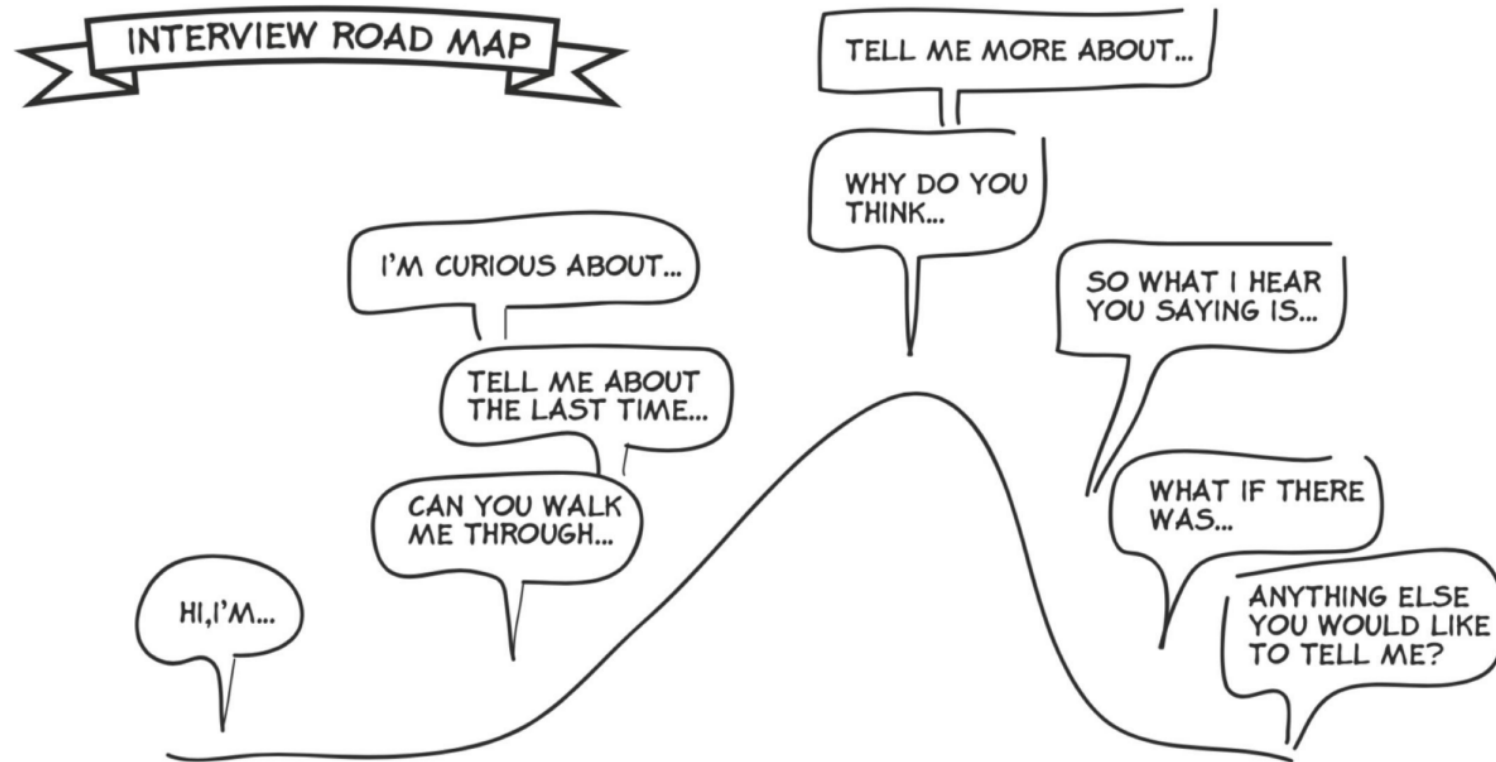 INTERVIEW ROAD MAP
HI,I'M...
I'M CURIOUS ABOUT...
TELL ME ABOUT
THE LAST TIME...
CAN YOU WALK
ME THROUGH...
TELL ME MORE ABOUT...
WHY DO YOU
THINK...
SO WHAT I HEAR
YOU SAYING IS...
WHAT IF THERE
WAS...
ANYTHING ELSE
YOU WOULD LIKE
TO TELL ME?